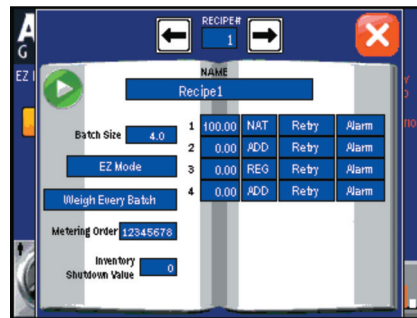 RECIPE#
1
A
G
EZ
NAME
Recipe1
Batch Size 4.0
EZ Mode
Weigh Every Batch
Metering Order 12345678
Inventory
Shutdown Value 0
1 100.00 NAT Retry Alarm
2 0.00 ADD Retry Alarm
3 0.00 REG Retry Alarm
4 0.00 ADD Retry Alarm